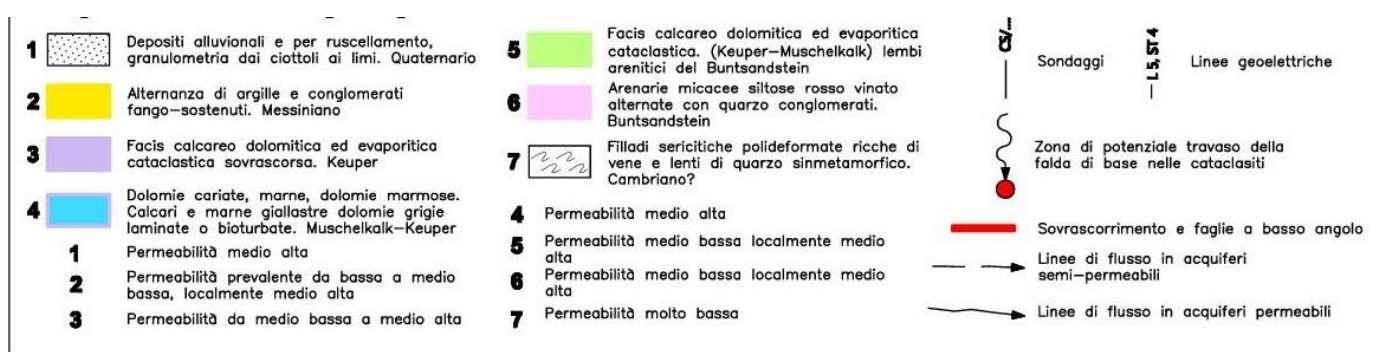 1 Depositi alluvionali e per ruscellamento,
granulometria dai ciottoli ai limi. Quaternario
2 Alternanza di argille e conglomerati
fango-sostenuti. Messiniano
3 Facis calcareo dolomitica ed evaporitica
cataclastica sovrascorsa. Keuper
4 Dolomie cariate, marne, dolomie marmose.
Calcari e marne giallastre dolomie grigie
laminate o bioturbate. Muschelkalk-Keuper
1 Permeabilità medio alta
2 Permeabilità prevalente da bassa a medio
bassa, localmente medio alta
3 Permeabilità da medio bassa a medio alta
5 Facis calcareo dolomitica ed evaporitica
cataclastica. (Keuper-Muschelkalk) lembi
arenitici del Buntsandstein
6 Arenarie micacee siltose rosso vinato
alternate con quarzo conglomerati.
Buntsandstein
7 Filladi sericitiche polideformate ricche di
vene e lenti di quarzo sinmetamorfico.
Cambriano?
4 Permeabilità medio alta
5 Permeabilità medio bassa localmente medio
alta
6 Permeabilità medio bassa localmente medio
alta
7 Permeabilità molto bassa
CS/...
Sondaggi
L 5, ST 4
Linee geoelettriche
Zona di potenziale travaso della
falda di base nelle cataclasiti
Sovrascorrimento e faglie a basso angolo
Linee di flusso in acquiferi
semi-permeabili
Linee di flusso in acquiferi permeabili